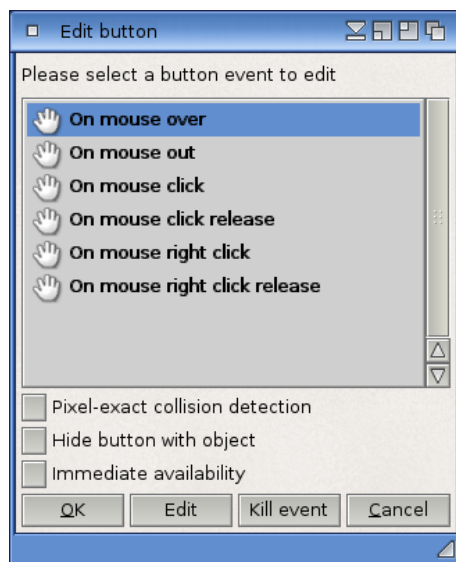 Edit button
Please select a button event to edit
On mouse over
On mouse out
On mouse click
On mouse click release
On mouse right click
On mouse right click release
Pixel-exact collision detection
Hide button with object
Immediate availability
OK Edit Kill event Cancel